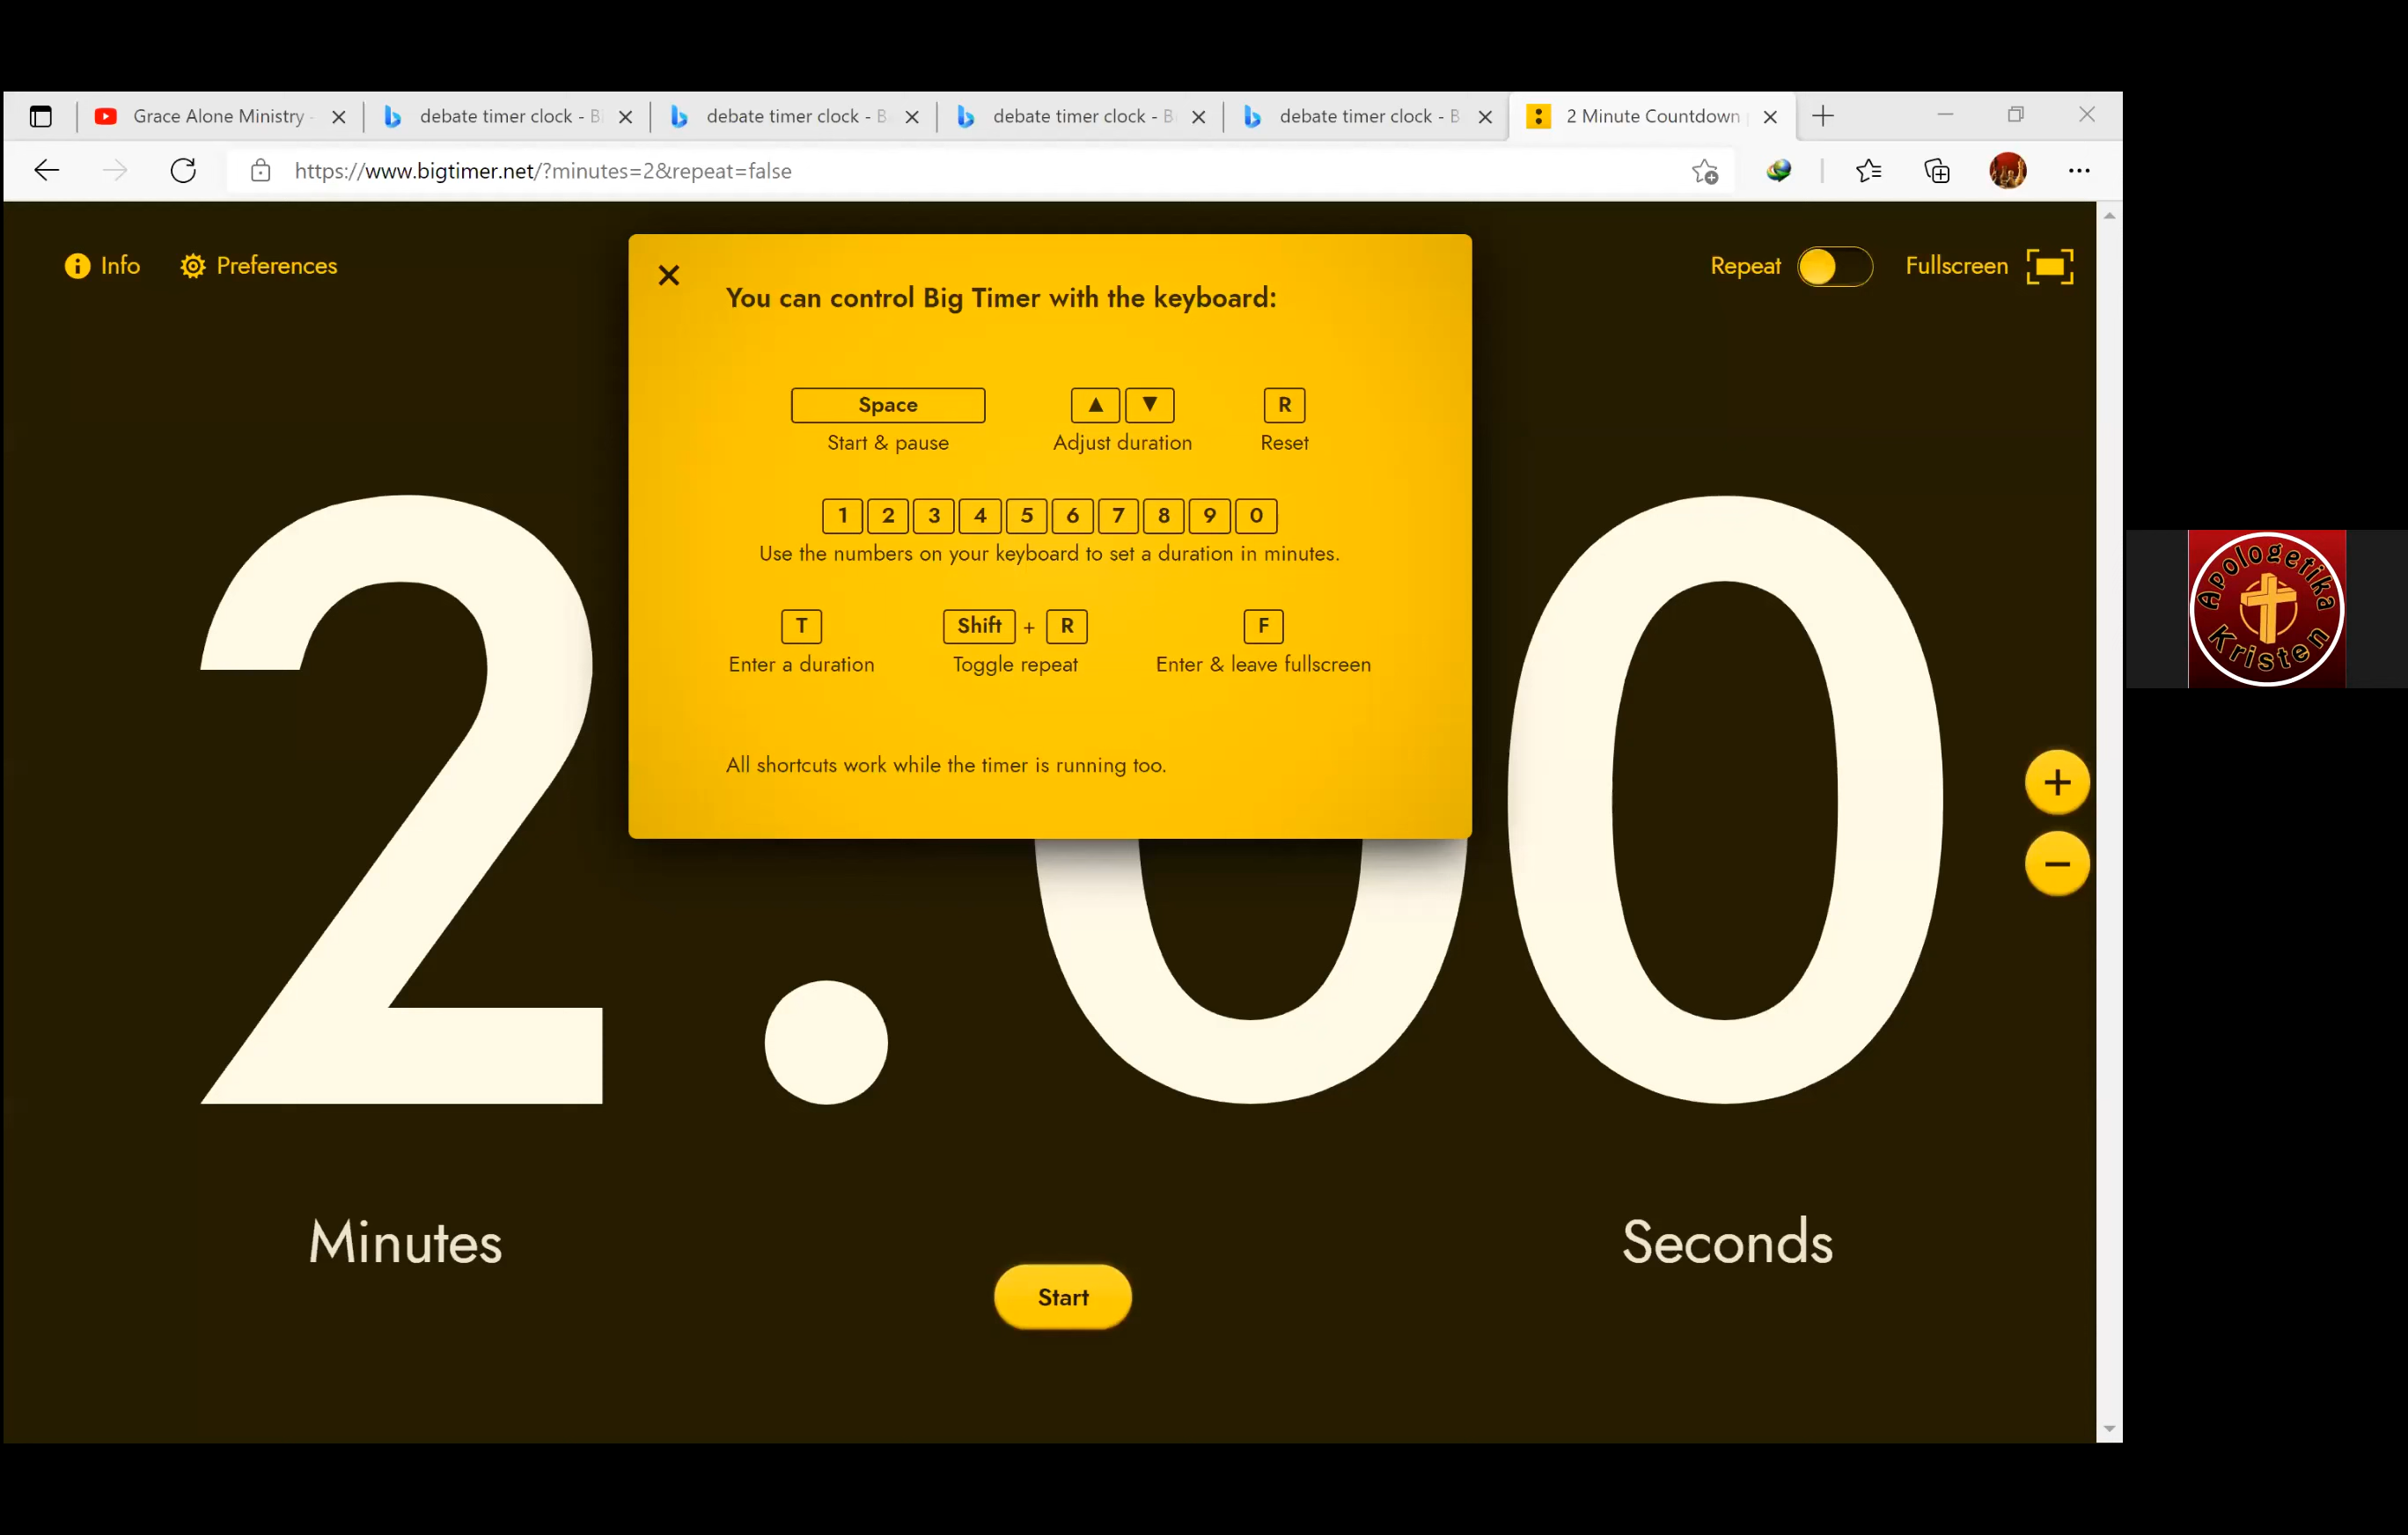 Grace Alone Ministry -
debate timer clock - B
debate timer clock - B
debate timer clock - B
debate timer clock - B
2 Minute Countdown
https://www.bigtimer.net/?minutes=2&repeat=false
Info
Preferences
Repeat
Fullscreen
You can control Big Timer with the keyboard:
Space
▲ ▼
R
Start & pause
Adjust duration
Reset
1 2 3 4 5 6 7 8 9 0
Use the numbers on your keyboard to set a duration in minutes.
T
Shift + R
F
Enter a duration
Toggle repeat
Enter & leave fullscreen
All shortcuts work while the timer is running too.
2.00
Minutes
Seconds
Start
Apologetika
Kristen